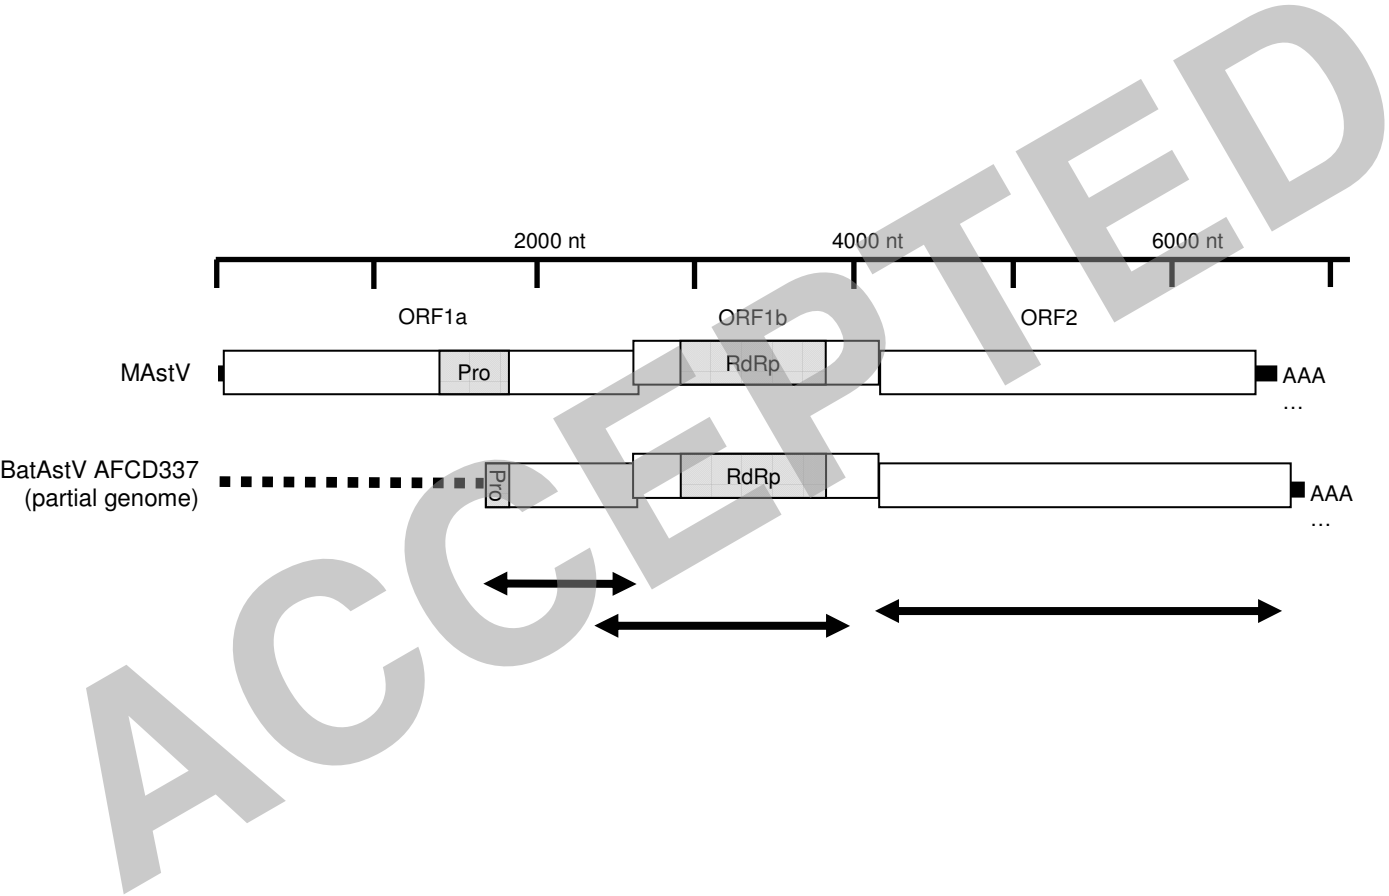 2000 nt 4000 nt 6000 nt
ORF1a ORF1b ORF2
MAstV Pro RdRp AAA
...
BatAstV AFCD337
(partial genome) Pro RdRp AAA
...
ACCEPTED